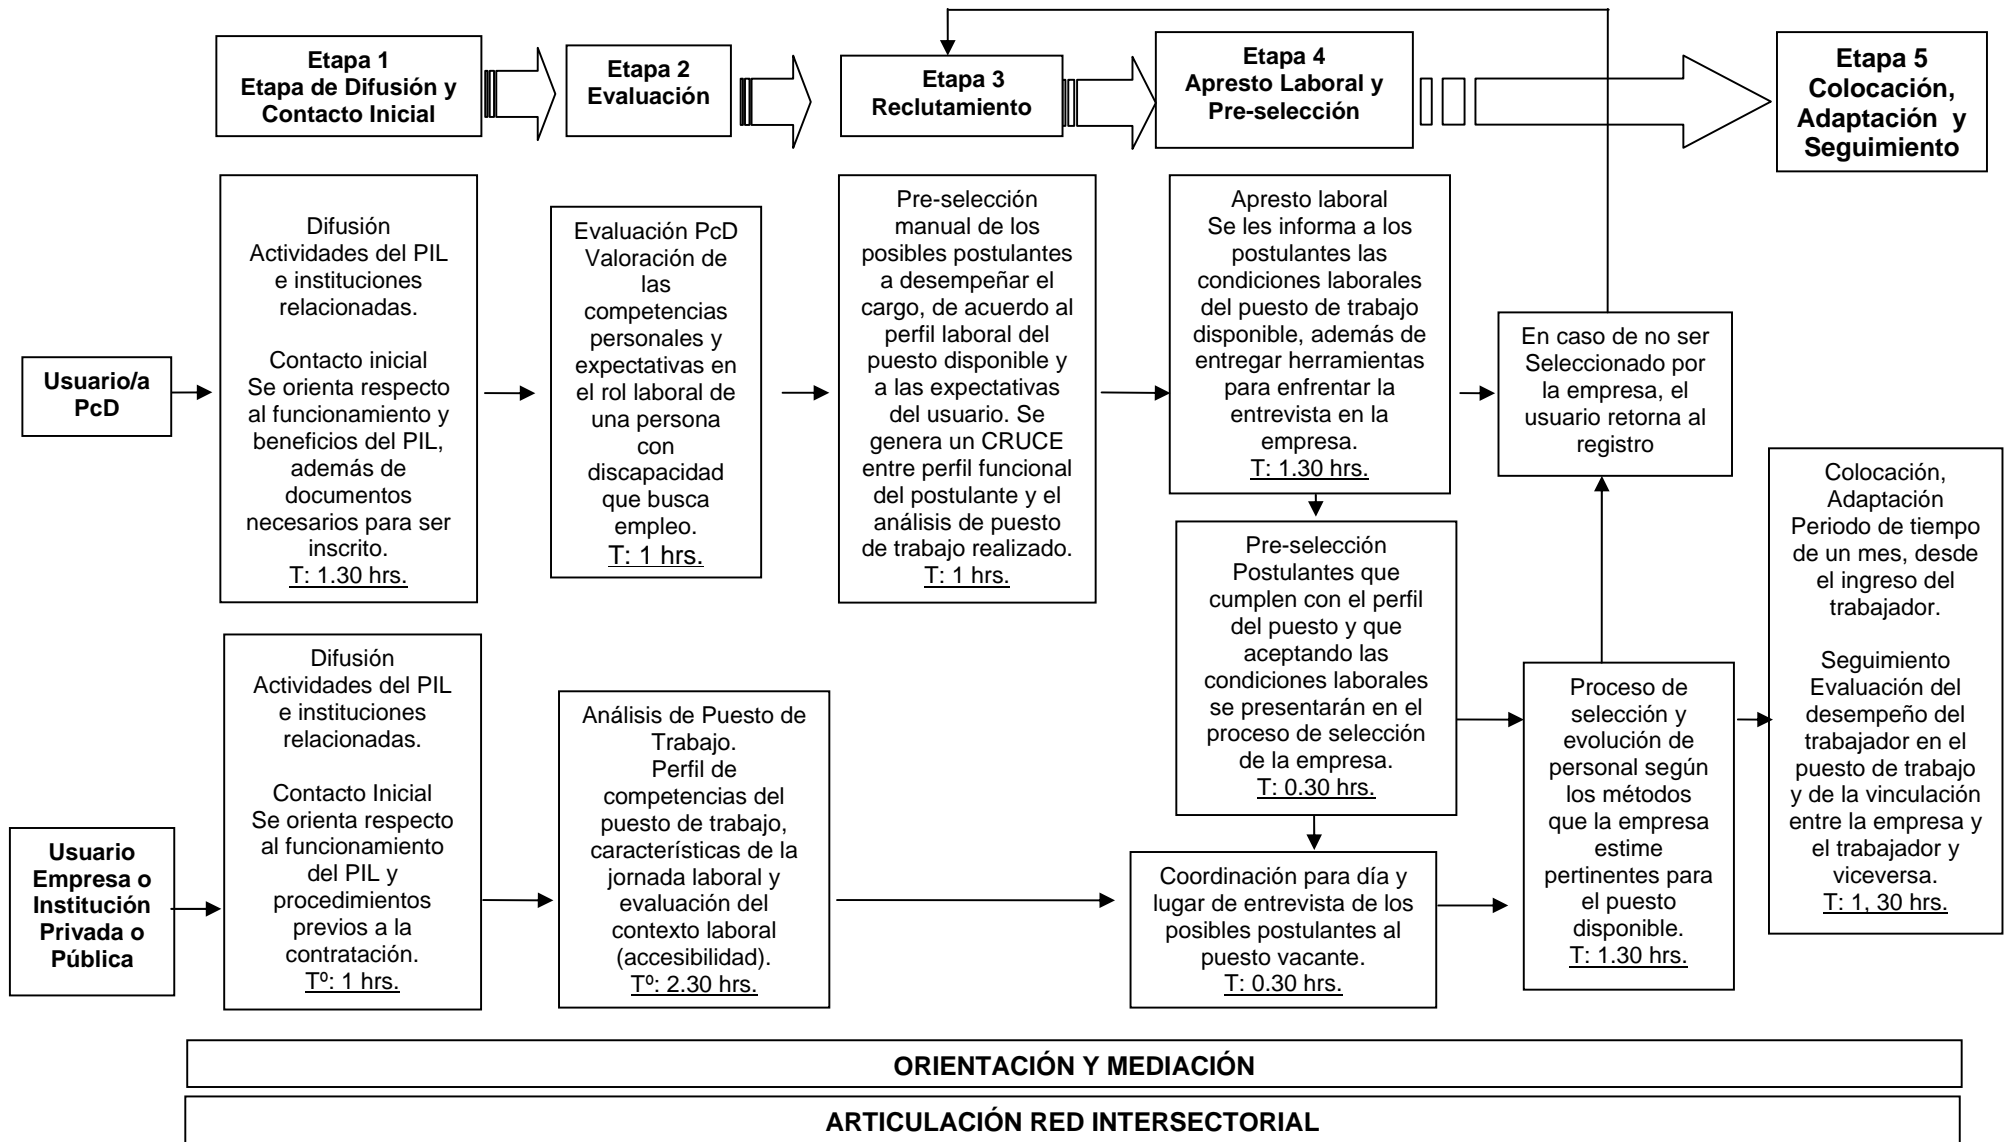 Etapa 1
Etapa de Difusión y
Contacto Inicial
Etapa 2
Evaluación
Etapa 3
Reclutamiento
Etapa 4
Apresto Laboral y
Pre-selección
Etapa 5
Colocación,
Adaptación y
Seguimiento
Usuario/a
PcD
Difusión
Actividades del PIL
e instituciones
relacionadas.
Contacto inicial
Se orienta respecto
al funcionamiento y
beneficios del PIL,
además de
documentos
necesarios para ser
inscrito.
T: 1.30 hrs.
Evaluación PcD
Valoración de
las
competencias
personales y
expectativas en
el rol laboral de
una persona
con
discapacidad
que busca
empleo.
T: 1 hrs.
Pre-selección
manual de los
posibles postulantes
a desempeñar el
cargo, de acuerdo al
perfil laboral del
puesto disponible y
a las expectativas
del usuario. Se
genera un CRUCE
entre perfil funcional
del postulante y el
análisis de puesto
de trabajo realizado.
T: 1 hrs.
Apresto laboral
Se les informa a los
postulantes las
condiciones laborales
del puesto de trabajo
disponible, además de
entregar herramientas
para enfrentar la
entrevista en la
empresa.
T: 1.30 hrs.
En caso de no ser
Seleccionado por
la empresa, el
usuario retorna al
registro
Pre-selección
Postulantes que
cumplen con el perfil
del puesto y que
aceptando las
condiciones laborales
se presentarán en el
proceso de selección
de la empresa.
T: 0.30 hrs.
Colocación,
Adaptación
Periodo de tiempo
de un mes, desde
el ingreso del
trabajador.
Seguimiento
Evaluación del
desempeño del
trabajador en el
puesto de trabajo
y de la vinculación
entre la empresa y
el trabajador y
viceversa.
T: 1, 30 hrs.
Usuario
Empresa o
Institución
Privada o
Pública
Difusión
Actividades del PIL
e instituciones
relacionadas.
Contacto Inicial
Se orienta respecto
al funcionamiento
del PIL y
procedimientos
previos a la
contratación.
Tº: 1 hrs.
Análisis de Puesto de
Trabajo.
Perfil de
competencias del
puesto de trabajo,
características de la
jornada laboral y
evaluación del
contexto laboral
(accesibilidad).
Tº: 2.30 hrs.
Coordinación para día y
lugar de entrevista de los
posibles postulantes al
puesto vacante.
T: 0.30 hrs.
Proceso de
selección y
evolución de
personal según
los métodos
que la empresa
estime
pertinentes para
el puesto
disponible.
T: 1.30 hrs.
ORIENTACIÓN Y MEDIACIÓN
ARTICULACIÓN RED INTERSECTORIAL